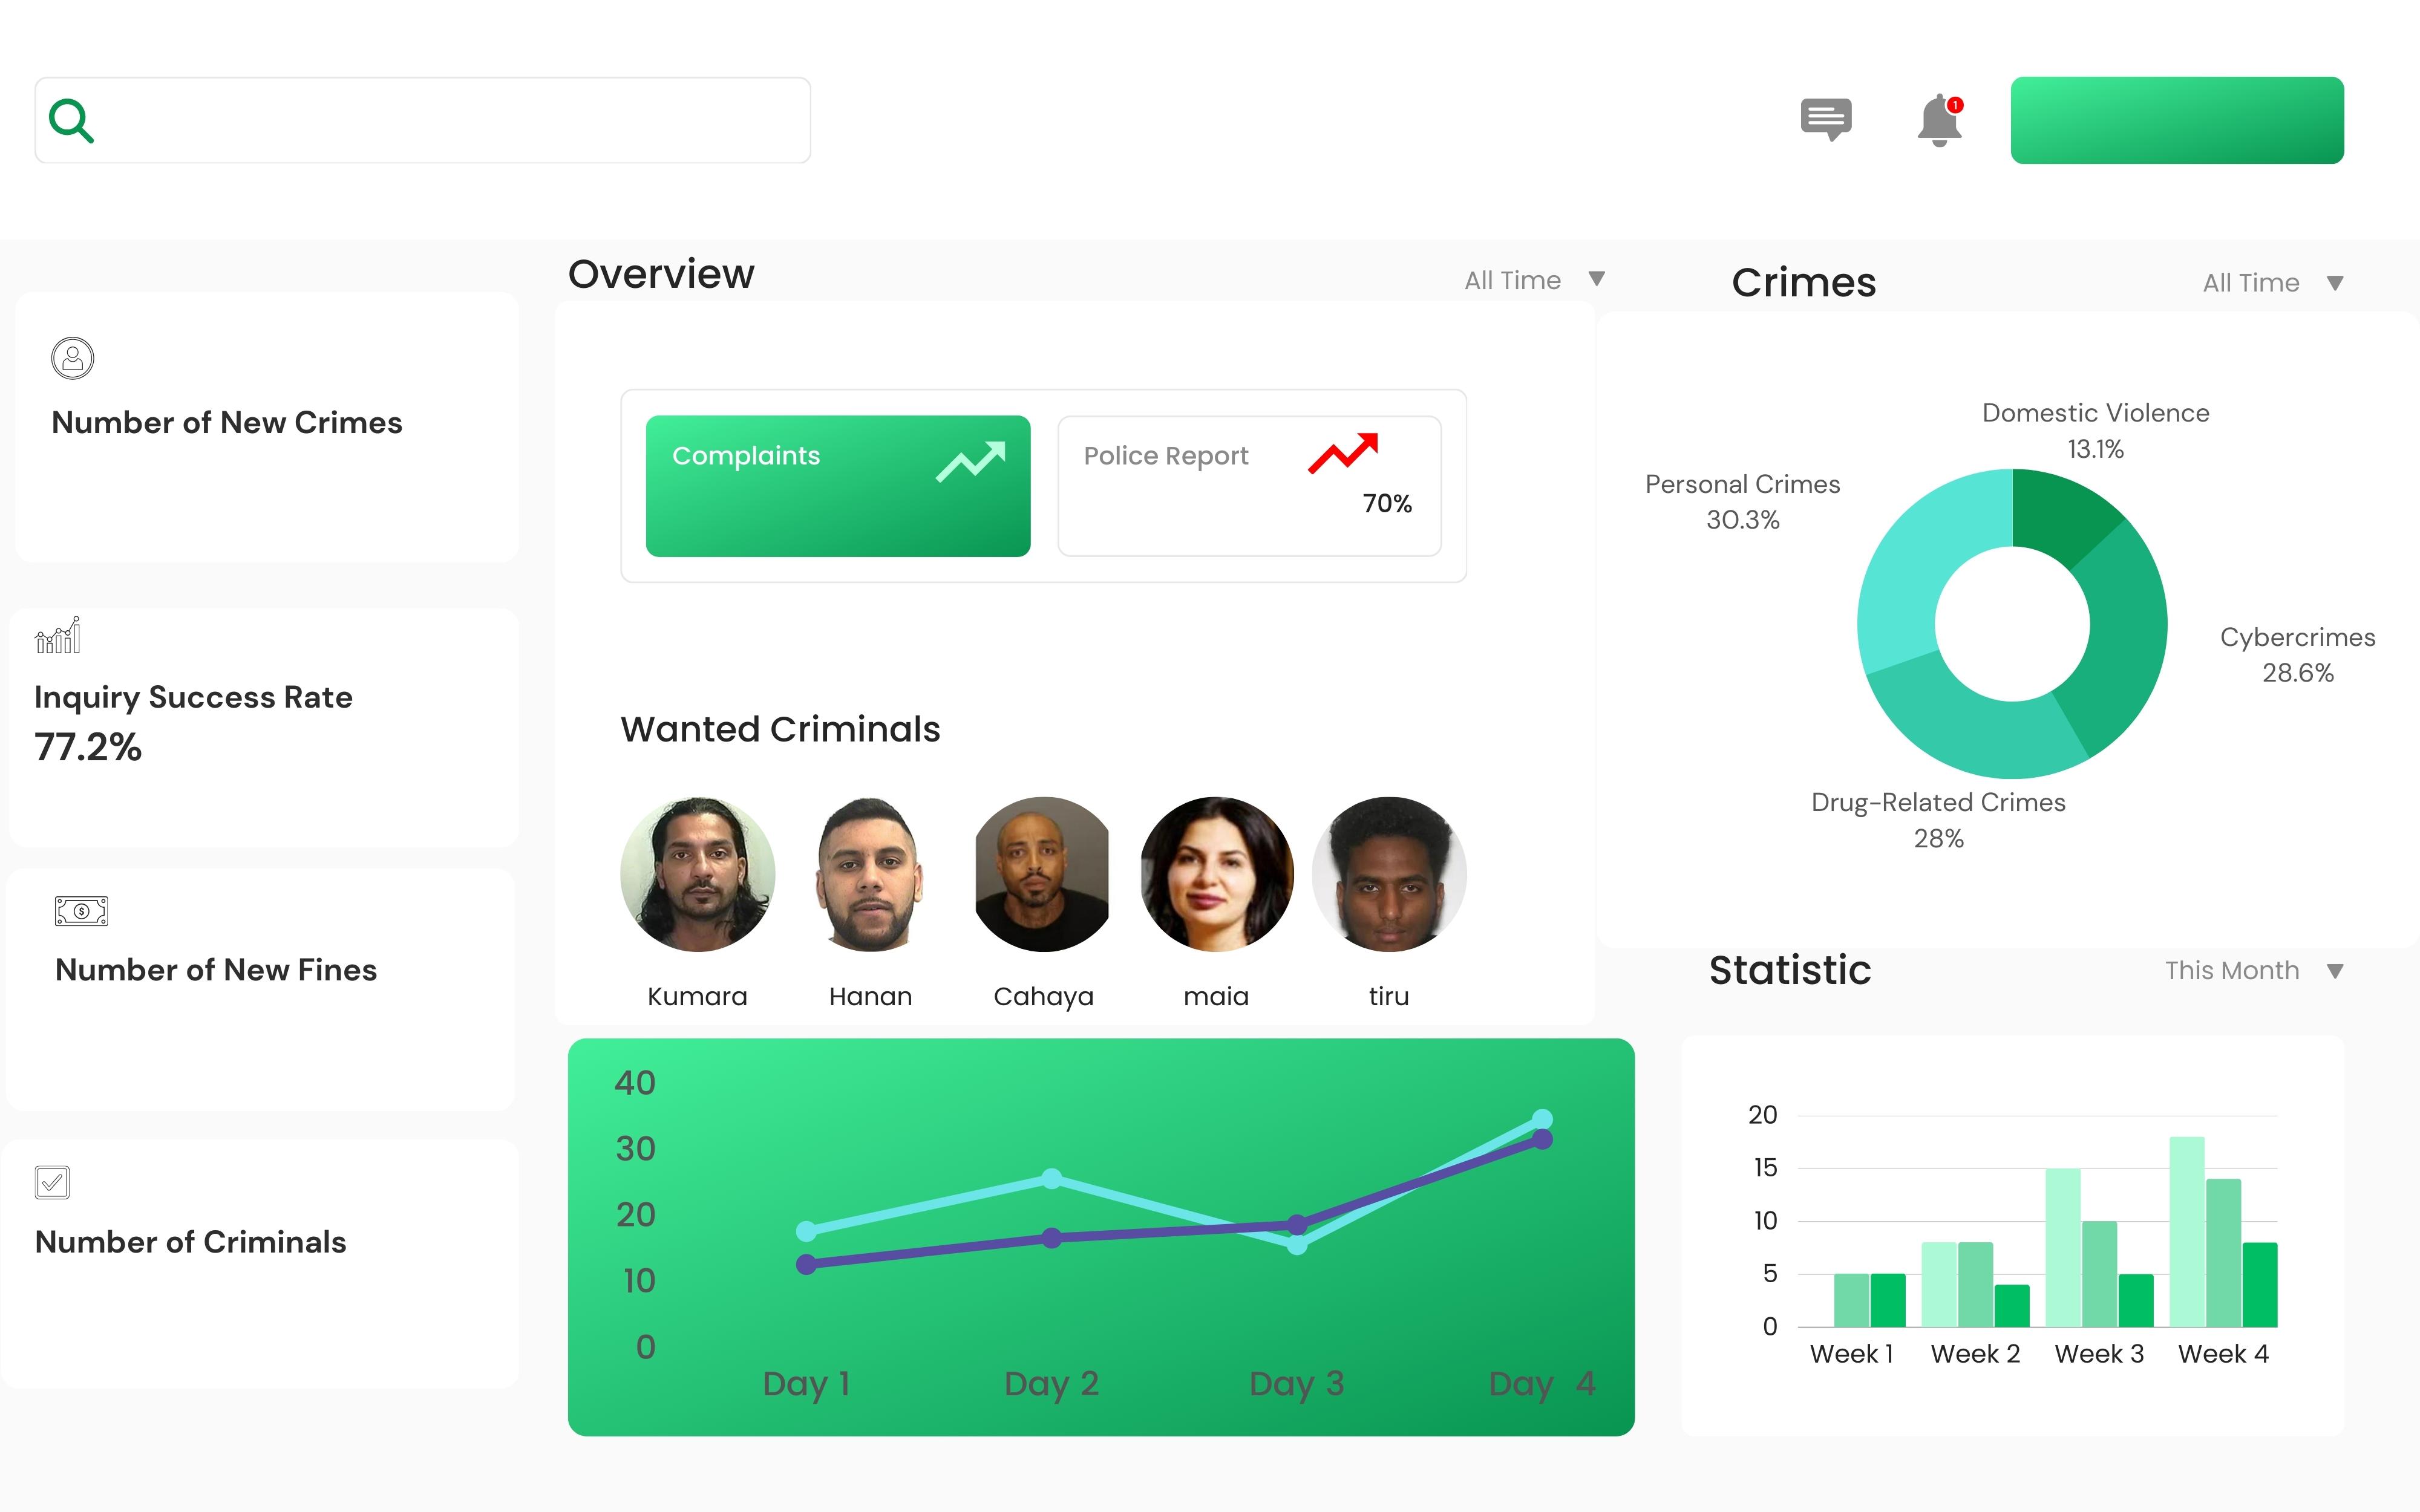 1
Overview
All Time
Crimes
All Time
Number of New Crimes
Complaints
Police Report
70%
Domestic Violence
13.1%
Personal Crimes
30.3%
Cybercrimes
28.6%
Drug-Related Crimes
28%
Inquiry Success Rate
77.2%
Wanted Criminals
Kumara
Hanan
Cahaya
maia
tiru
Number of New Fines
Number of Criminals
40
30
20
10
0
Day 1
Day 2
Day 3
Day 4
Statistic
This Month
20
15
10
5
0
Week 1
Week 2
Week 3
Week 4